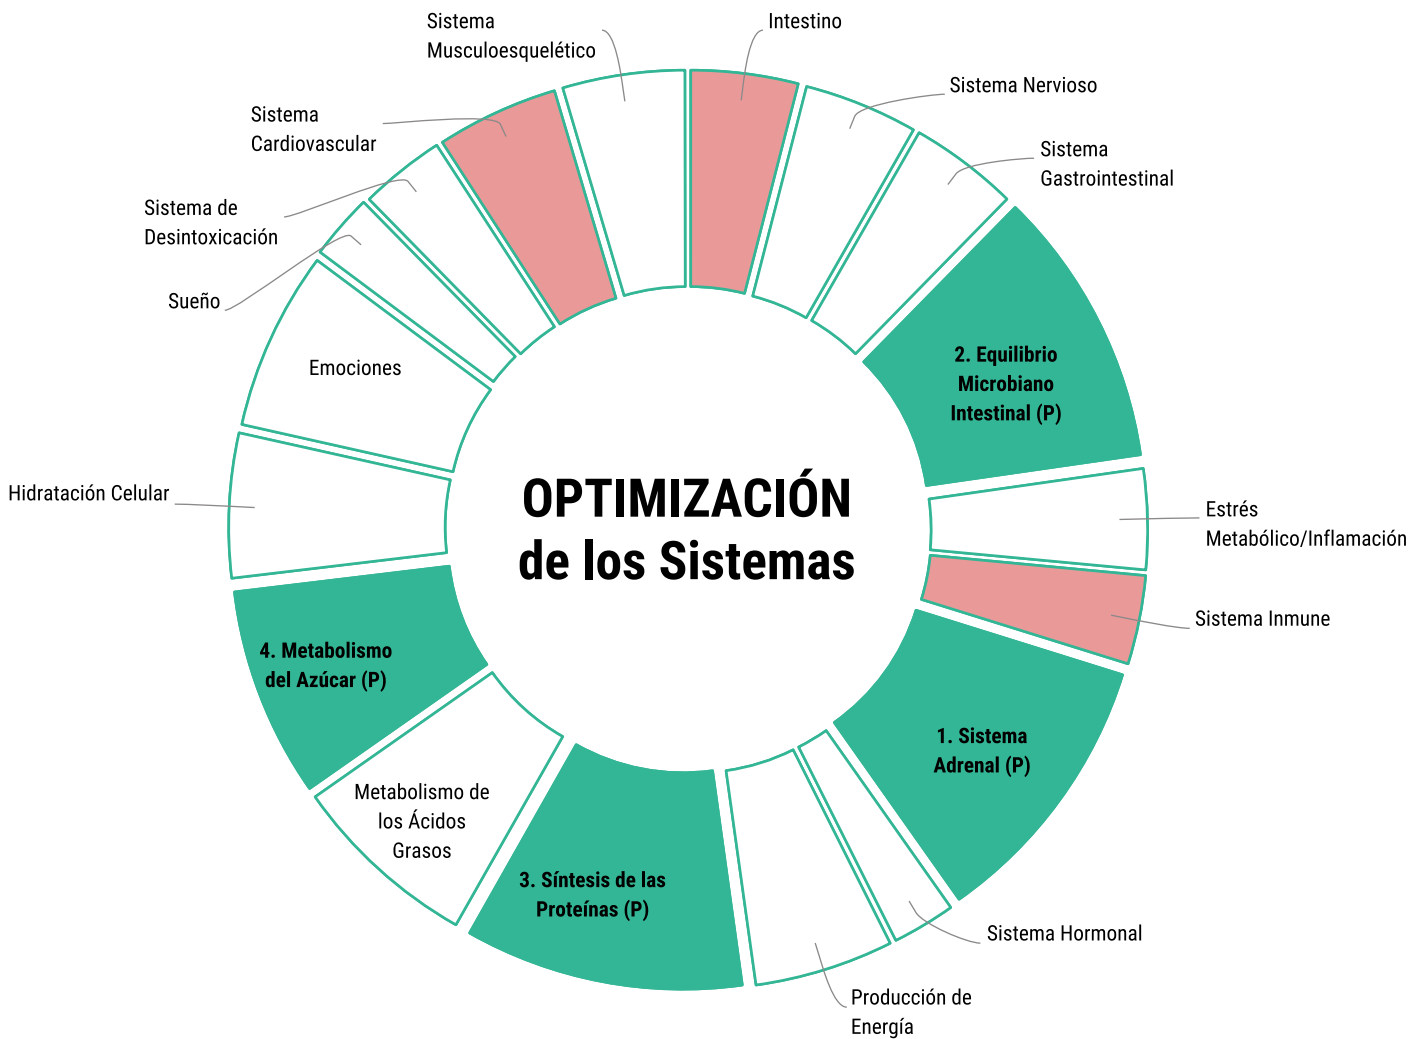 Sistema
Musculoesquelético
Intestino
Sistema Nervioso
Sistema
Cardiovascular
Sistema
Gastrointestinal
Sistema de
Desintoxicación
Sueño
Emociones
2. Equilibrio
Microbiano
Intestinal (P)
OPTIMIZACIÓN
de los Sistemas
Hidratación Celular
Estrés
Metabólico/Inflamación
Sistema Inmune
4. Metabolismo
del Azúcar (P)
1. Sistema
Adrenal (P)
Metabolismo de
los Ácidos
Grasos
3. Síntesis de las
Proteínas (P)
Sistema Hormonal
Producción de
Energía